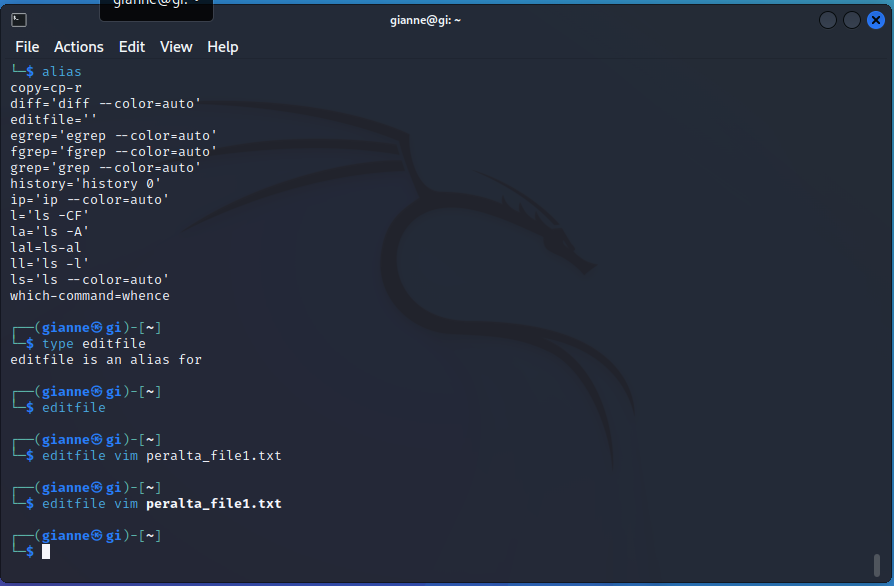 gianne@gi: ~
gianne@gi: ~
File Actions Edit View Help
└─$ alias
copy=cp-r
diff='diff --color=auto'
editfile=''
egrep='egrep --color=auto'
fgrep='fgrep --color=auto'
grep='grep --color=auto'
history='history 0'
ip='ip --color=auto'
l='ls -CF'
la='ls -A'
lal=ls-al
ll='ls -l'
ls='ls --color=auto'
which-command=whence
┌──(gianne㉿gi)-[~]
└─$ type editfile
editfile is an alias for
┌──(gianne㉿gi)-[~]
└─$ editfile
┌──(gianne㉿gi)-[~]
└─$ editfile vim peralta_file1.txt
┌──(gianne㉿gi)-[~]
└─$ editfile vim peralta_file1.txt
┌──(gianne㉿gi)-[~]
└─$